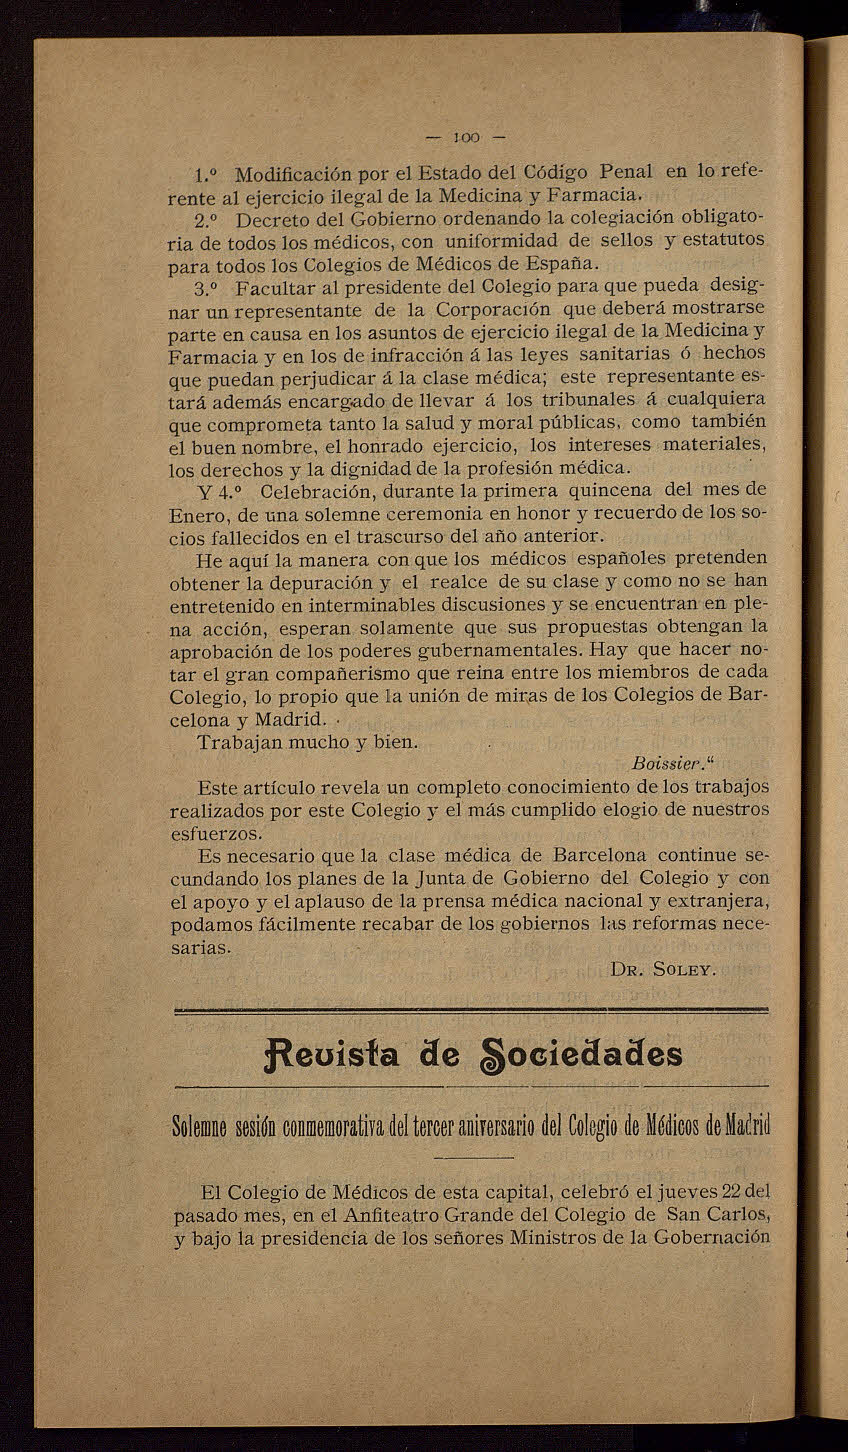 — 100 —
1.º Modificación por el Estado del Código Penal en lo refe-
rente al ejercicio ilegal de la Medicina y Farmacia.
2.º Decreto del Gobierno ordenando la colegiación obligato-
ria de todos los médicos, con uniformidad de sellos y estatutos
para todos los Colegios de Médicos de España.
3.º Facultar al presidente del Colegio para que pueda desig-
nar un representante de la Corporación que deberá mostrarse
parte en causa en los asuntos de ejercicio ilegal de la Medicina y
Farmacia y en los de infracción á las leyes sanitarias ó hechos
que puedan perjudicar á la clase médica; este representante es-
tará además encargado de llevar á los tribunales á cualquiera
que comprometa tanto la salud y moral públicas, como también
el buen nombre, el honrado ejercicio, los intereses materiales,
los derechos y la dignidad de la profesión médica.
Y 4.º Celebración, durante la primera quincena del mes de
Enero, de una solemne ceremonia en honor y recuerdo de los so-
cios fallecidos en el trascurso del año anterior.
He aquí la manera con que los médicos españoles pretenden
obtener la depuración y el realce de su clase y como no se han
entretenido en interminables discusiones y se encuentran en ple-
na acción, esperan solamente que sus propuestas obtengan la
aprobación de los poderes gubernamentales. Hay que hacer no-
tar el gran compañerismo que reina entre los miembros de cada
Colegio, lo propio que la unión de miras de los Colegios de Bar-
celona y Madrid.
Trabajan mucho y bien.
Boissier.“
Este artículo revela un completo conocimiento de los trabajos
realizados por este Colegio y el más cumplido elogio de nuestros
esfuerzos.
Es necesario que la clase médica de Barcelona continue se-
cundando los planes de la Junta de Gobierno del Colegio y con
el apoyo y el aplauso de la prensa médica nacional y extranjera,
podamos fácilmente recabar de los gobiernos las reformas nece-
sarias.
DR. SOLEY.
Revista de Sociedades
Solemne sesión conmemorativa del tercer aniversario del Colegio de Médicos de Madrid
El Colegio de Médicos de esta capital, celebró el jueves 22 del
pasado mes, en el Anfiteatro Grande del Colegio de San Carlos,
y bajo la presidencia de los señores Ministros de la Gobernación